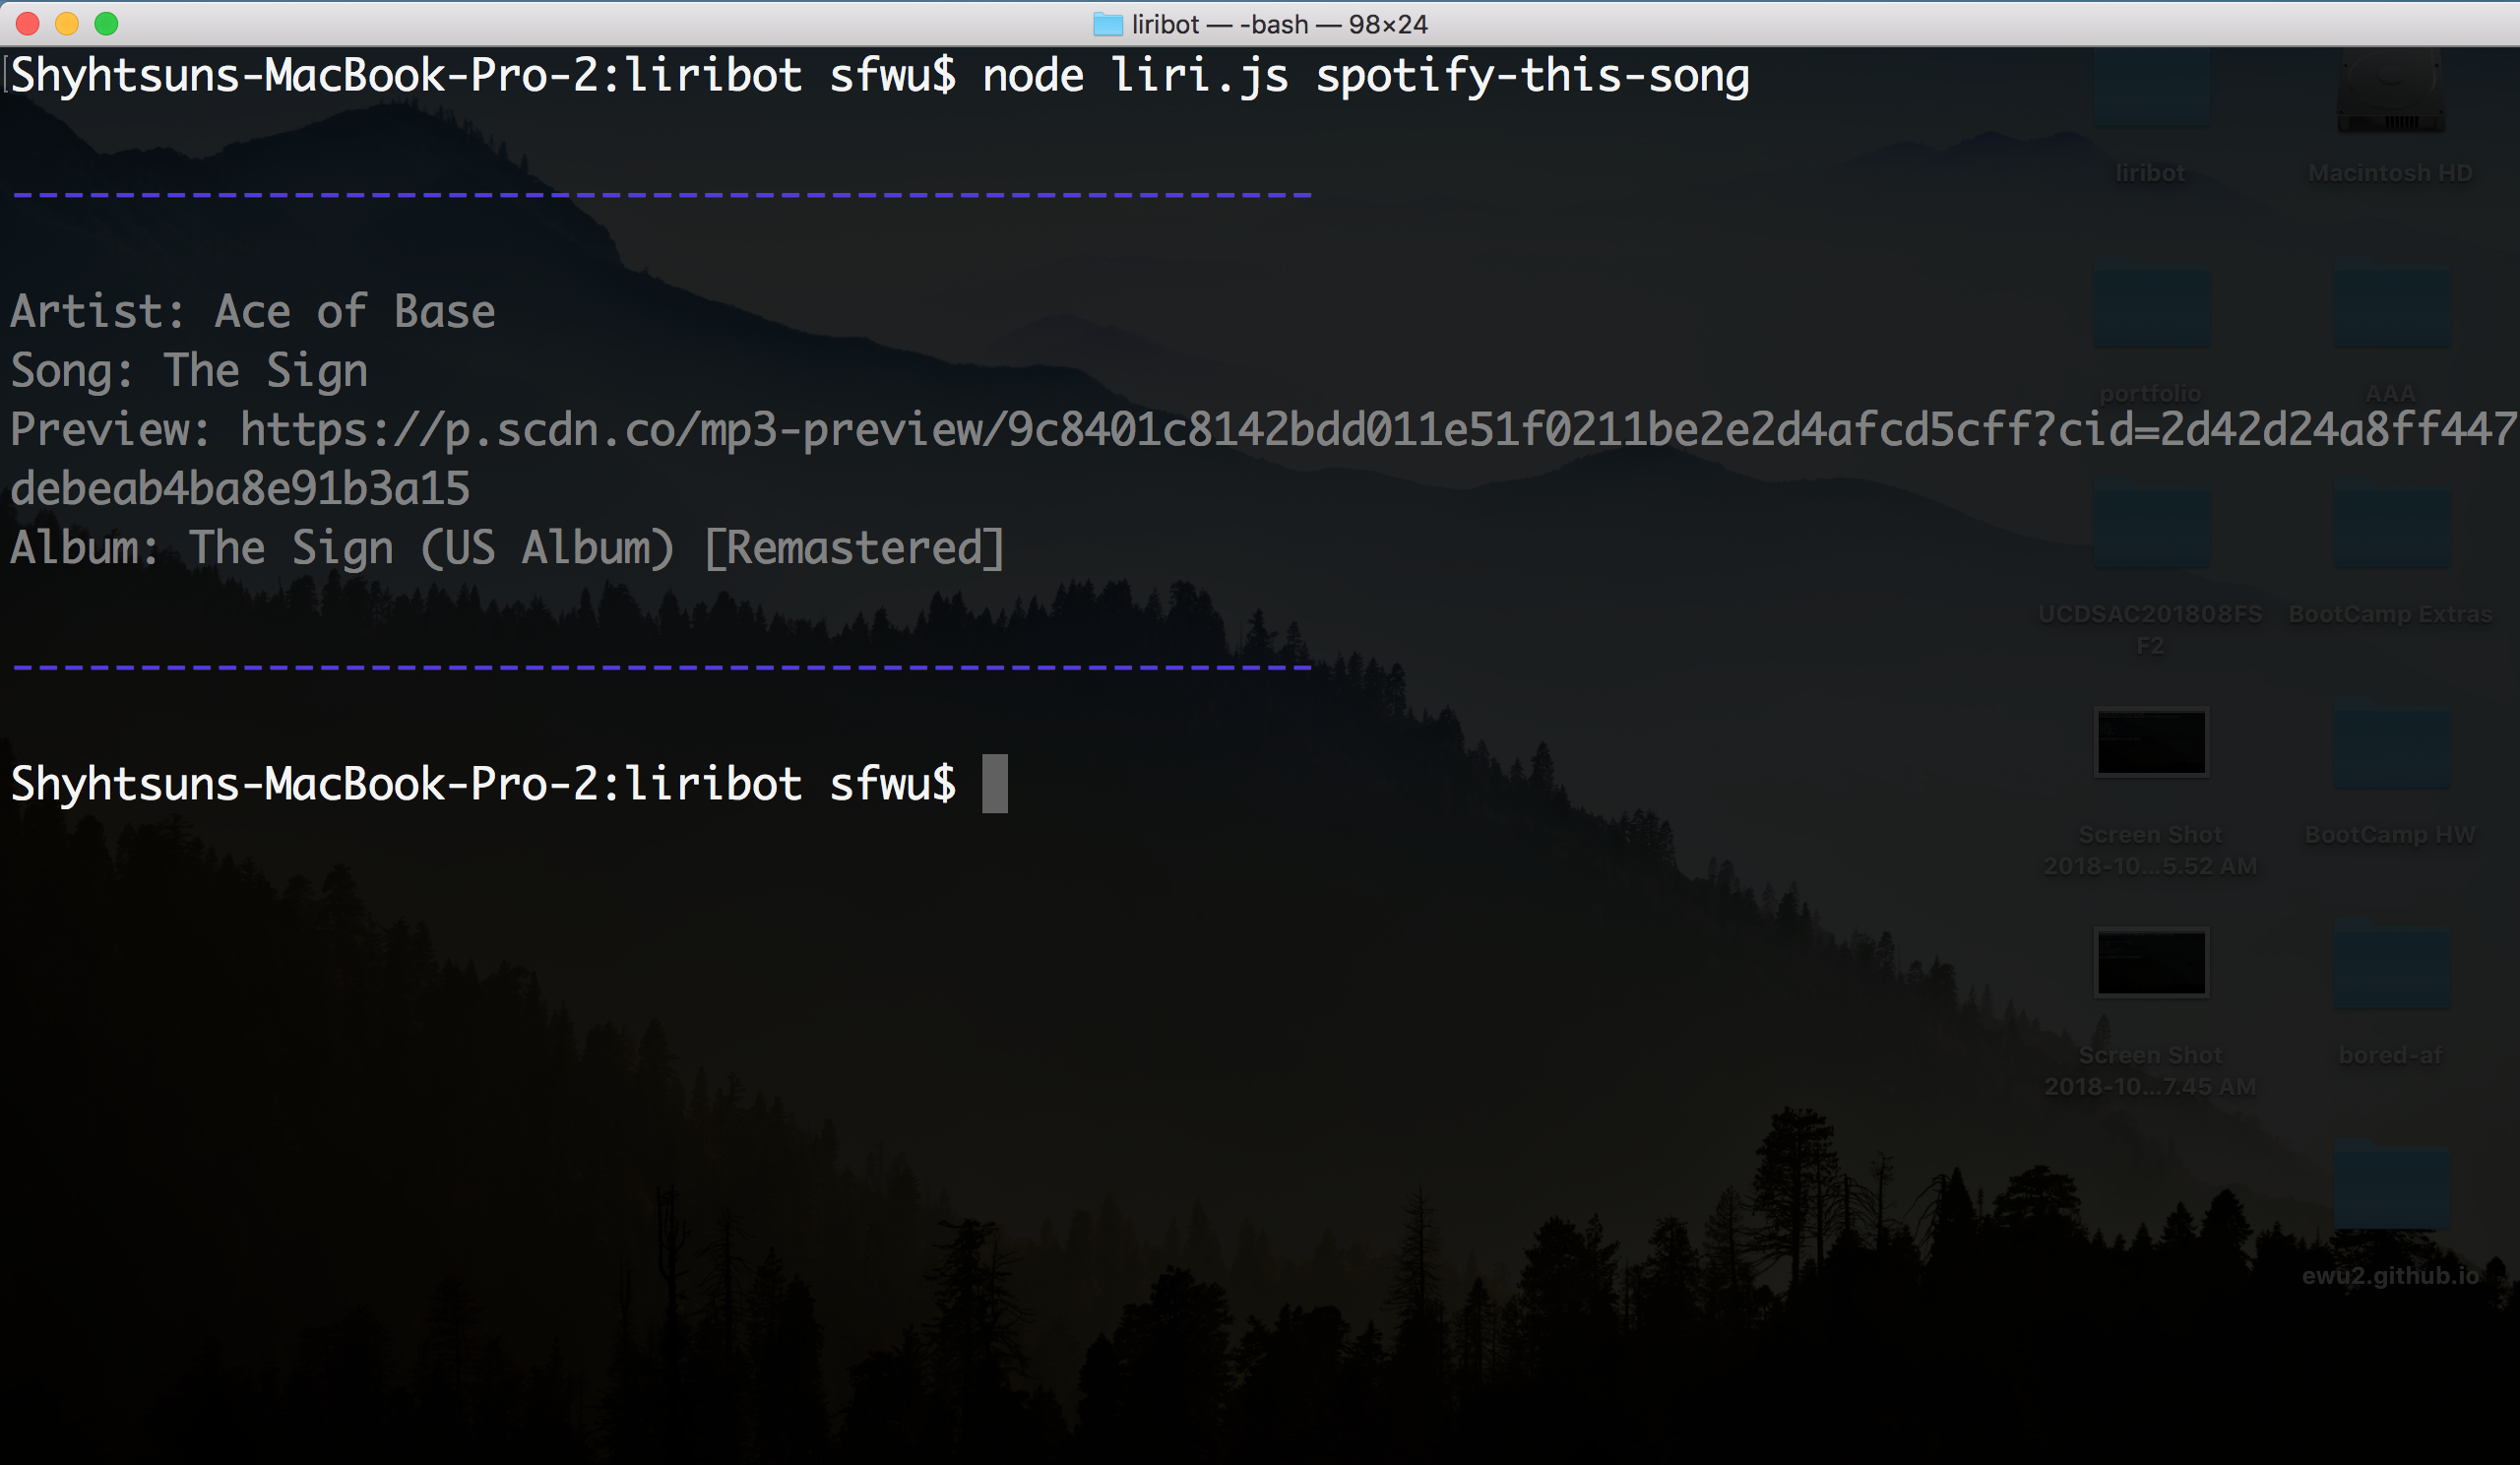 liribot — -bash — 98×24
Shyhtsuns-MacBook-Pro-2:liribot sfwu$ node liri.js spotify-this-song
---------------------------------------------------
Artist: Ace of Base
Song: The Sign
Preview: https://p.scdn.co/mp3-preview/9c8401c8142bdd011e51f0211be2e2d4afcd5cff?cid=2d42d24a8ff447
debeab4ba8e91b3a15
Album: The Sign (US Album) [Remastered]
---------------------------------------------------
Shyhtsuns-MacBook-Pro-2:liribot sfwu$
liribot
Macintosh HD
portfolio
AAA
UCDSAC201808FS
F2
BootCamp Extras
Screen Shot
2018-10...5.52 AM
BootCamp HW
Screen Shot
2018-10...7.45 AM
bored-af
ewu2.github.io